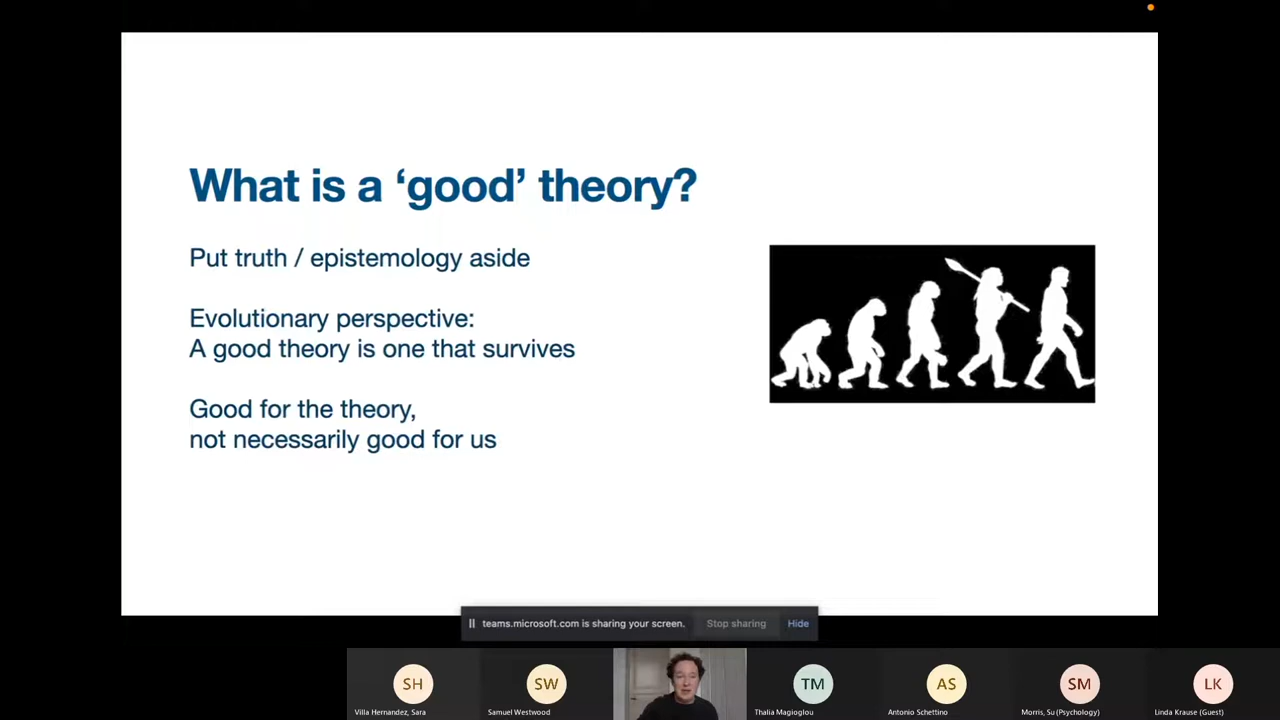 What is a ‘good’ theory?
Put truth / epistemology aside
Evolutionary perspective:
A good theory is one that survives
Good for the theory,
not necessarily good for us
teams.microsoft.com is sharing your screen.
Stop sharing
Hide
SH
SW
TM
AS
SM
LK
Villa Hernandez, Sara
Samuel Westwood
Thalia Magioglou
Antonio Schettino
Morris, Su (Psychology)
Linda Krause (Guest)